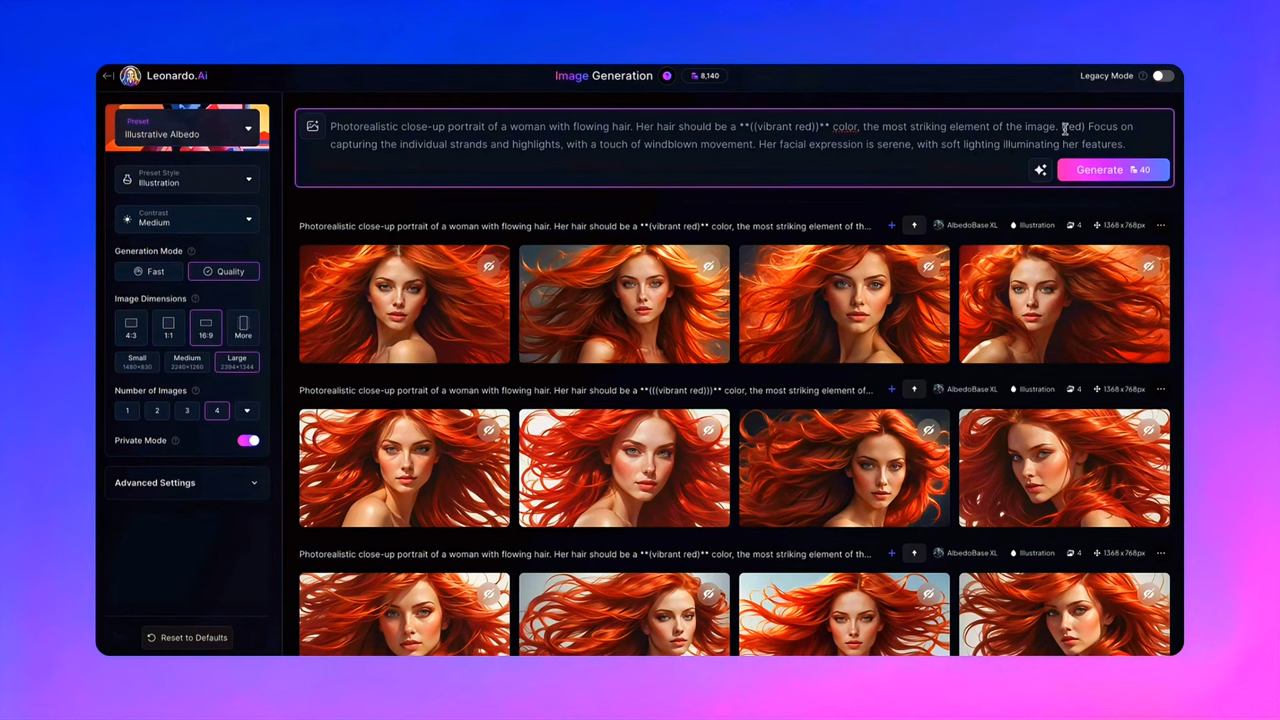 Leonardo.Ai
Image Generation
?
8,140
Legacy Mode ?
Preset
Illustrative Albedo
Preset Style
Illustration
Contrast
Medium
Generation Mode ?
Fast
Quality
Image Dimensions ?
4:3
1:1
16:9
More
Small
1480×830
Medium
2240×1260
Large
2394×1344
Number of Images ?
1
2
3
4
Private Mode ?
Advanced Settings
Reset to Defaults
Photorealistic close-up portrait of a woman with flowing hair. Her hair should be a **((vibrant red))** color, the most striking element of the image. red) Focus on
capturing the individual strands and highlights, with a touch of windblown movement. Her facial expression is serene, with soft lighting illuminating her features.
Generate 40
Photorealistic close-up portrait of a woman with flowing hair. Her hair should be a **(vibrant red)** color, the most striking element of th...
AlbedoBase XL Illustration 4 1368x768px ...
Photorealistic close-up portrait of a woman with flowing hair. Her hair should be a **(((vibrant red)))** color, the most striking element of...
AlbedoBase XL Illustration 4 1368x768px ...
Photorealistic close-up portrait of a woman with flowing hair. Her hair should be a **(vibrant red)** color, the most striking element of th...
AlbedoBase XL Illustration 4 1368x768px ...